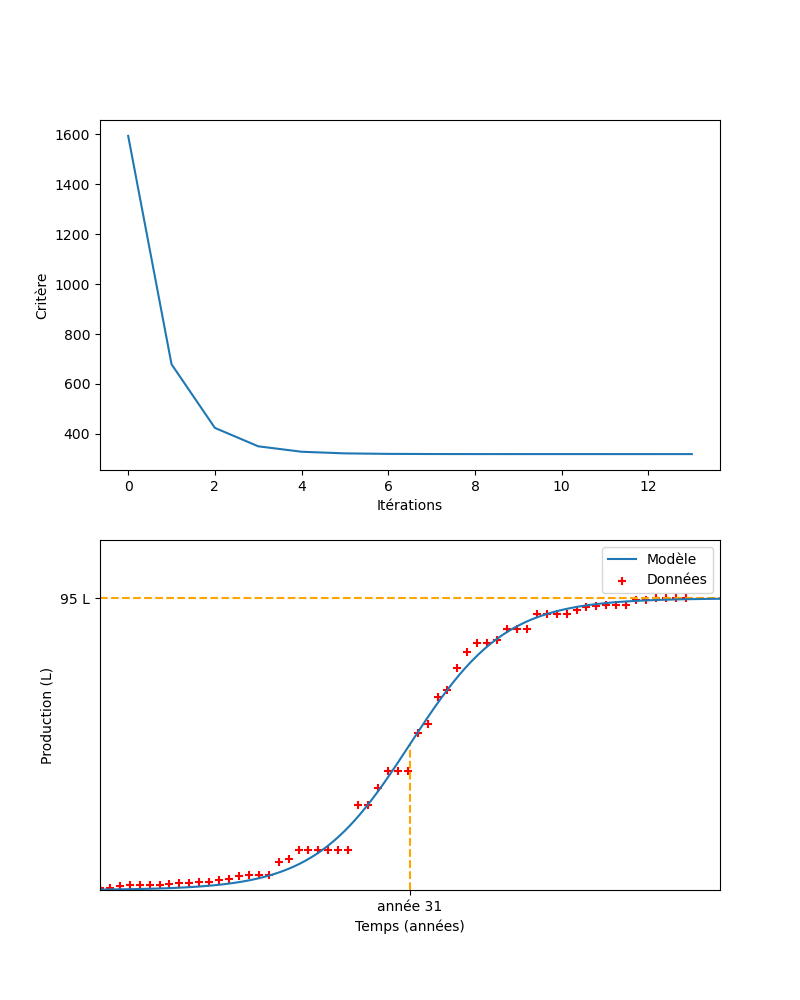 1600
1400
1200
1000
800
600
400
Critère
0 2 4 6 8 10 12
Itérations
Modèle
Données
95 L
Production (L)
année 31
Temps (années)